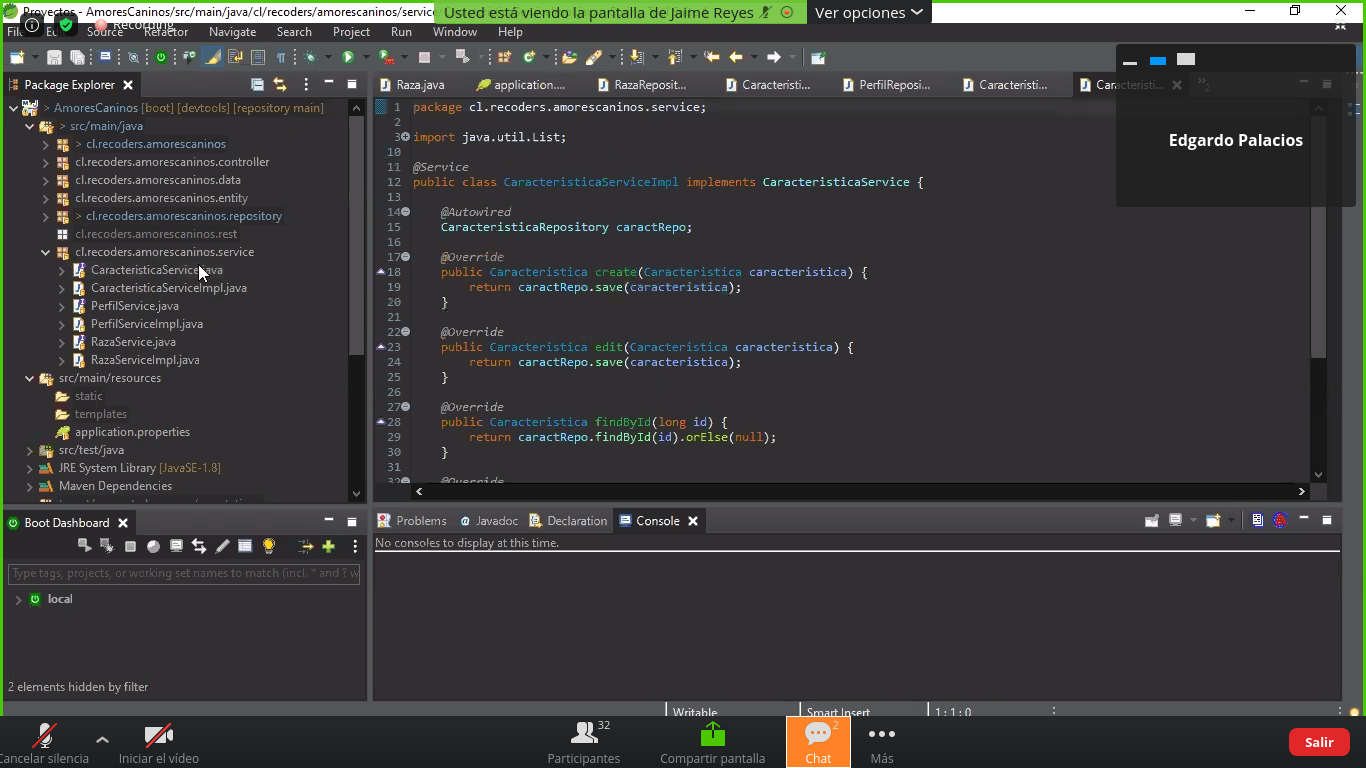 Proyectos - AmoresCaninos/src/main/java/cl/recoders/amorescaninos/service
Usted está viendo la pantalla de Jaime Reyes
Ver opciones
Recording
Source Refactor Navigate Search Project Run Window Help
Package Explorer
Raza.java
application....
RazaReposit...
Caracteristi...
PerfilReposi...
Caracteristi...
Edgardo Palacios
> AmoresCaninos [boot] [devtools] [repository main]
> src/main/java
> cl.recoders.amorescaninos
cl.recoders.amorescaninos.controller
cl.recoders.amorescaninos.data
cl.recoders.amorescaninos.entity
> cl.recoders.amorescaninos.repository
cl.recoders.amorescaninos.rest
cl.recoders.amorescaninos.service
CaracteristicaService.java
CaracteristicaServiceImpl.java
PerfilService.java
PerfilServiceImpl.java
RazaService.java
RazaServiceImpl.java
src/main/resources
static
templates
application.properties
src/test/java
JRE System Library [JavaSE-1.8]
Maven Dependencies
1 package cl.recoders.amorescaninos.service;
2
3 import java.util.List;
10
11 @Service
12 public class CaracteristicaServiceImpl implements CaracteristicaService {
13
14 @Autowired
15 CaracteristicaRepository caractRepo;
16
17 @Override
18 public Caracteristica create(Caracteristica caracteristica) {
19 return caractRepo.save(caracteristica);
20 }
21
22 @Override
23 public Caracteristica edit(Caracteristica caracteristica) {
24 return caractRepo.save(caracteristica);
25 }
26
27 @Override
28 public Caracteristica findById(long id) {
29 return caractRepo.findById(id).orElse(null);
30 }
31
32 @Override
Boot Dashboard
Type tags, projects, or working set names to match (incl. * and ? w
local
2 elements hidden by filter
Problems
Javadoc
Declaration
Console
No consoles to display at this time.
Writable
Smart Insert
1 : 1 : 0
Cancelar silencia
Iniciar el vídeo
32
Participantes
Compartir pantalla
2
Chat
Más
Salir